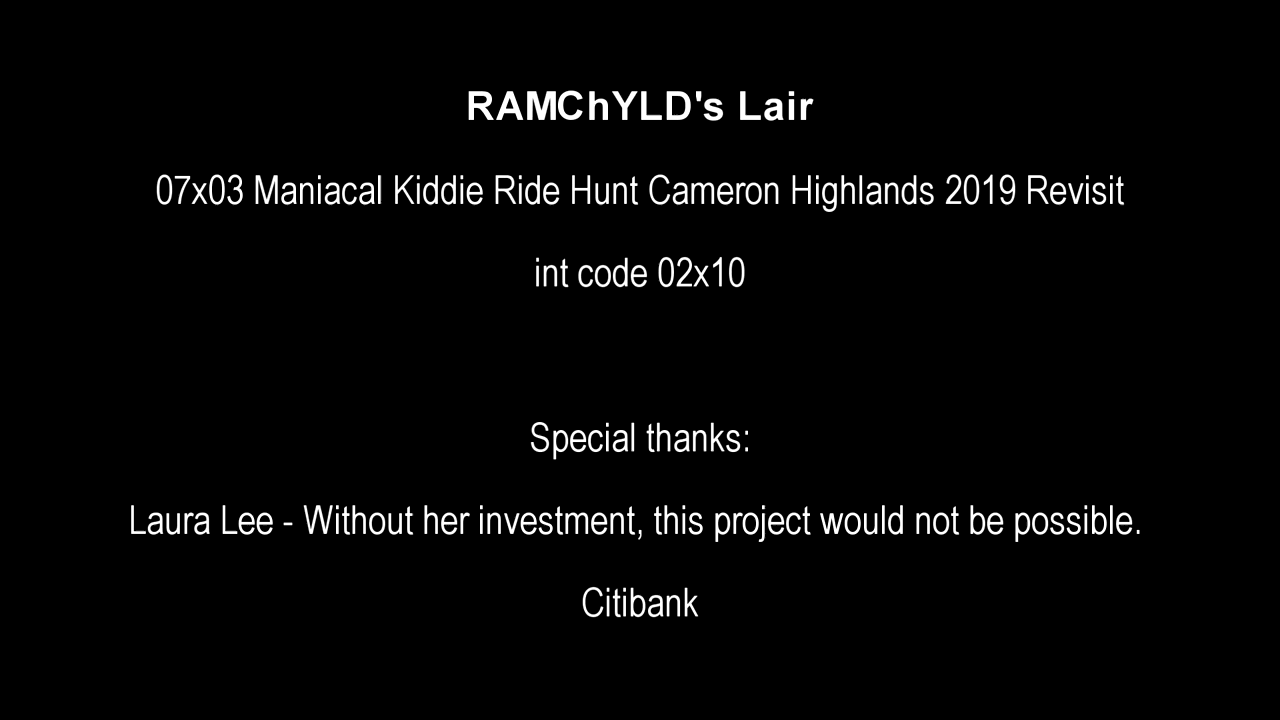 RAMChYLD's Lair
07x03 Maniacal Kiddie Ride Hunt Cameron Highlands 2019 Revisit
int code 02x10
Special thanks:
Laura Lee - Without her investment, this project would not be possible.
Citibank